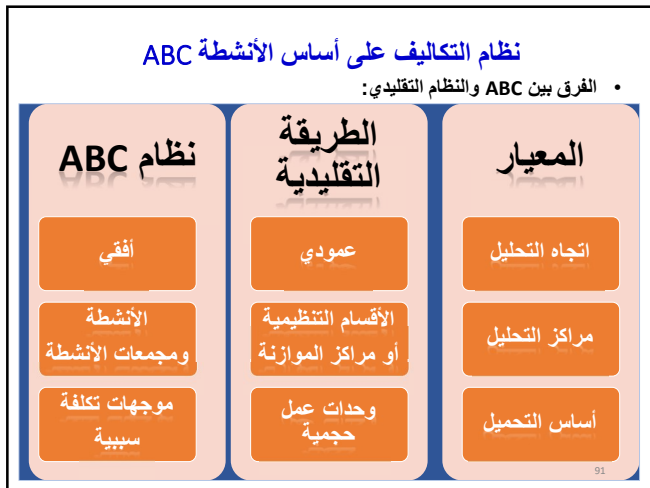 نظام التكاليف على أساس الأنشطة ABC
• الفرق بين ABC والنظام التقليدي:
المعيار
اتجاه التحليل
مراكز التحليل
أساس التحميل
الطريقة
التقليدية
عمودي
الأقسام التنظيمية
أو مراكز الموازنة
وحدات عمل
حجمية
نظام ABC
أفقي
الأنشطة
ومجمعات الأنشطة
موجهات تكلفة
سببية
91